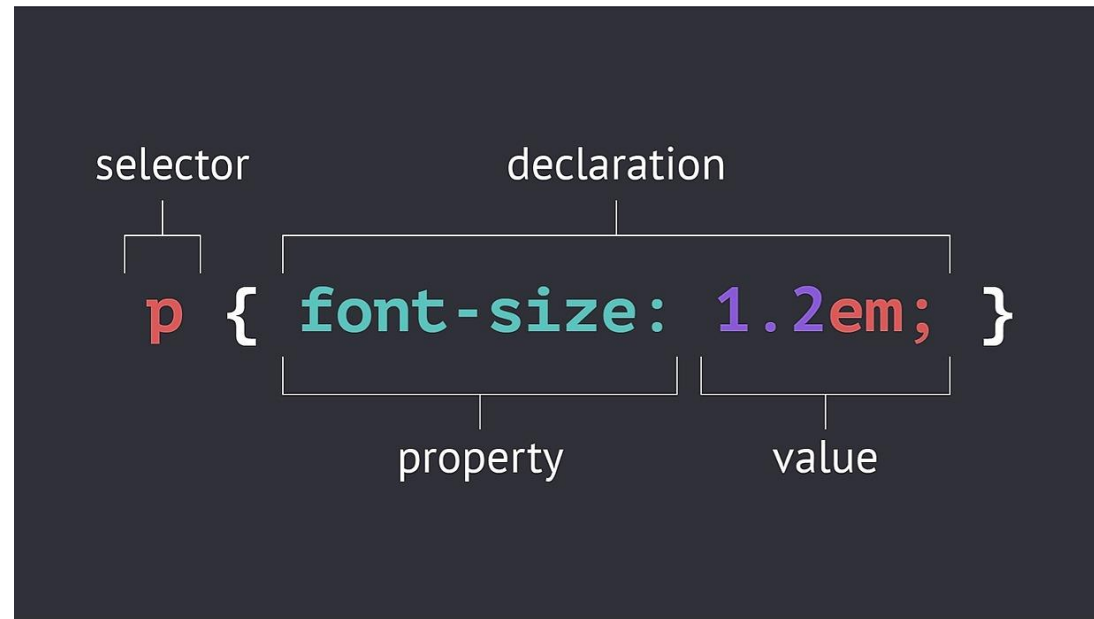 selector declaration
p { font-size: 1.2em; }
property value